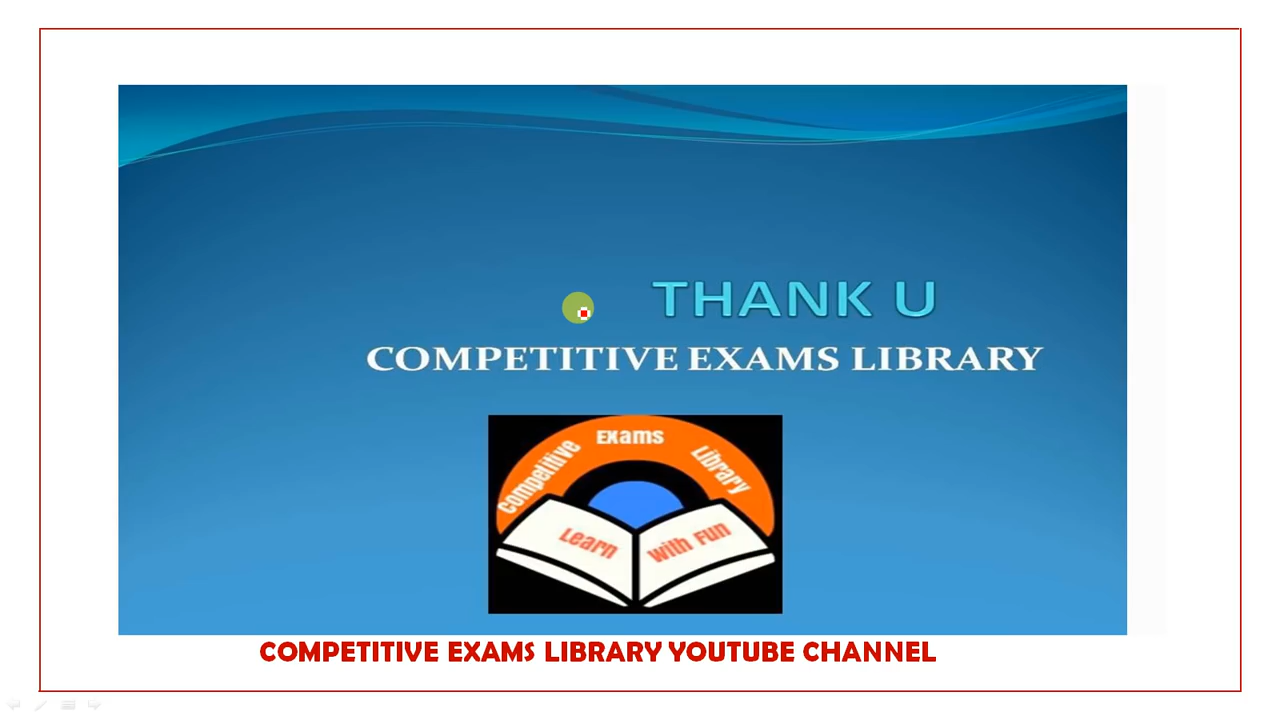 THANK U
COMPETITIVE EXAMS LIBRARY
Competitive Exams Library
Learn With Fun
COMPETITIVE EXAMS LIBRARY YOUTUBE CHANNEL